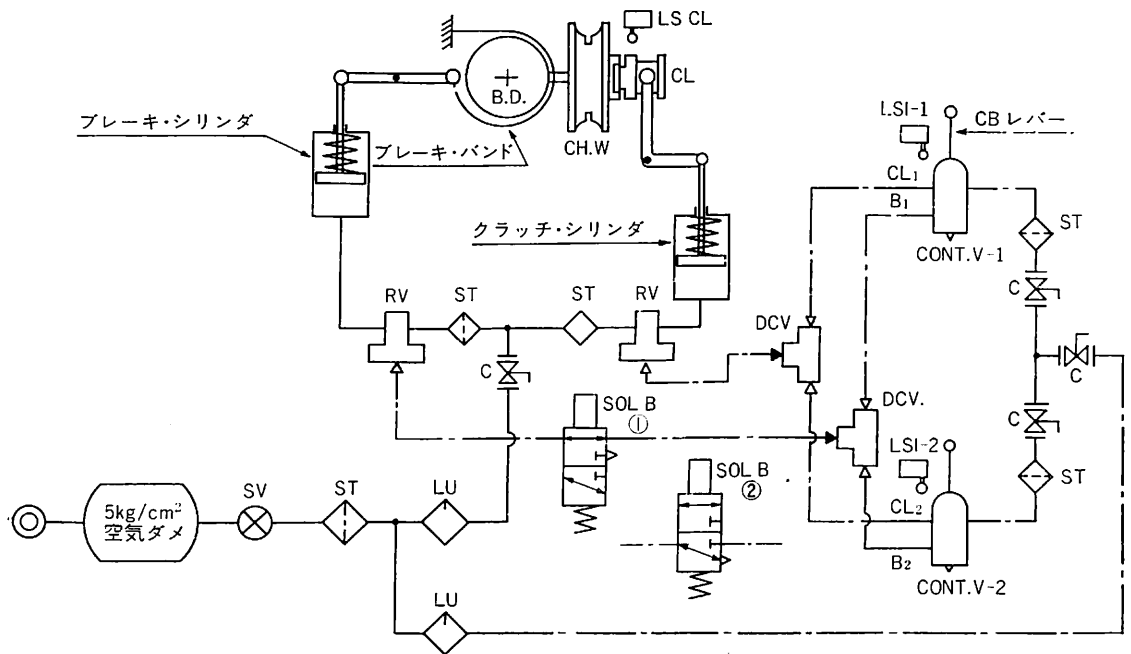 LS CL
CL
B.D.
CH.W
ブレーキ・シリンダ
ブレーキ・バンド
クラッチ・シリンダ
LSI-1
CBレバー
CL1
B1
ST
CONT.V-1
C
RV
ST
ST
RV
DCV
C
C
DCV.
C
SOL B
①
LSI-2
ST
SOL B
②
CL2
B2
CONT.V-2
5kg/cm²
空気ダメ
SV
ST
LU
LU